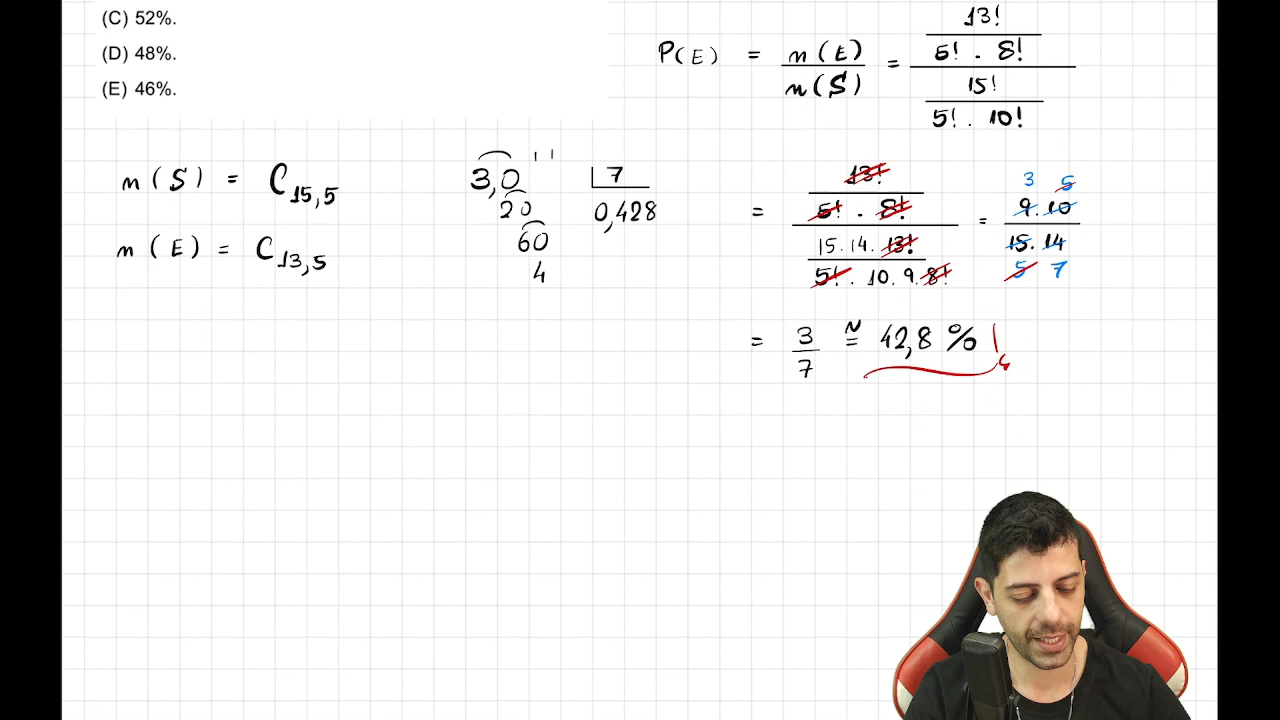 (C) 52%.
(D) 48%.
(E) 46%.
P(E) = n(E) / n(S) = 13! / 5! . 8! / 15! / 5! . 10!
n(S) = C15,5
n(E) = C13,5
3,0 7
20 0,428
60
4
= 13! / 5! . 8! / 15.14.13! / 5! . 10.9.8! = 9.10 / 15.14
3 5
5 7
= 3/7 ≅ 42,8 %